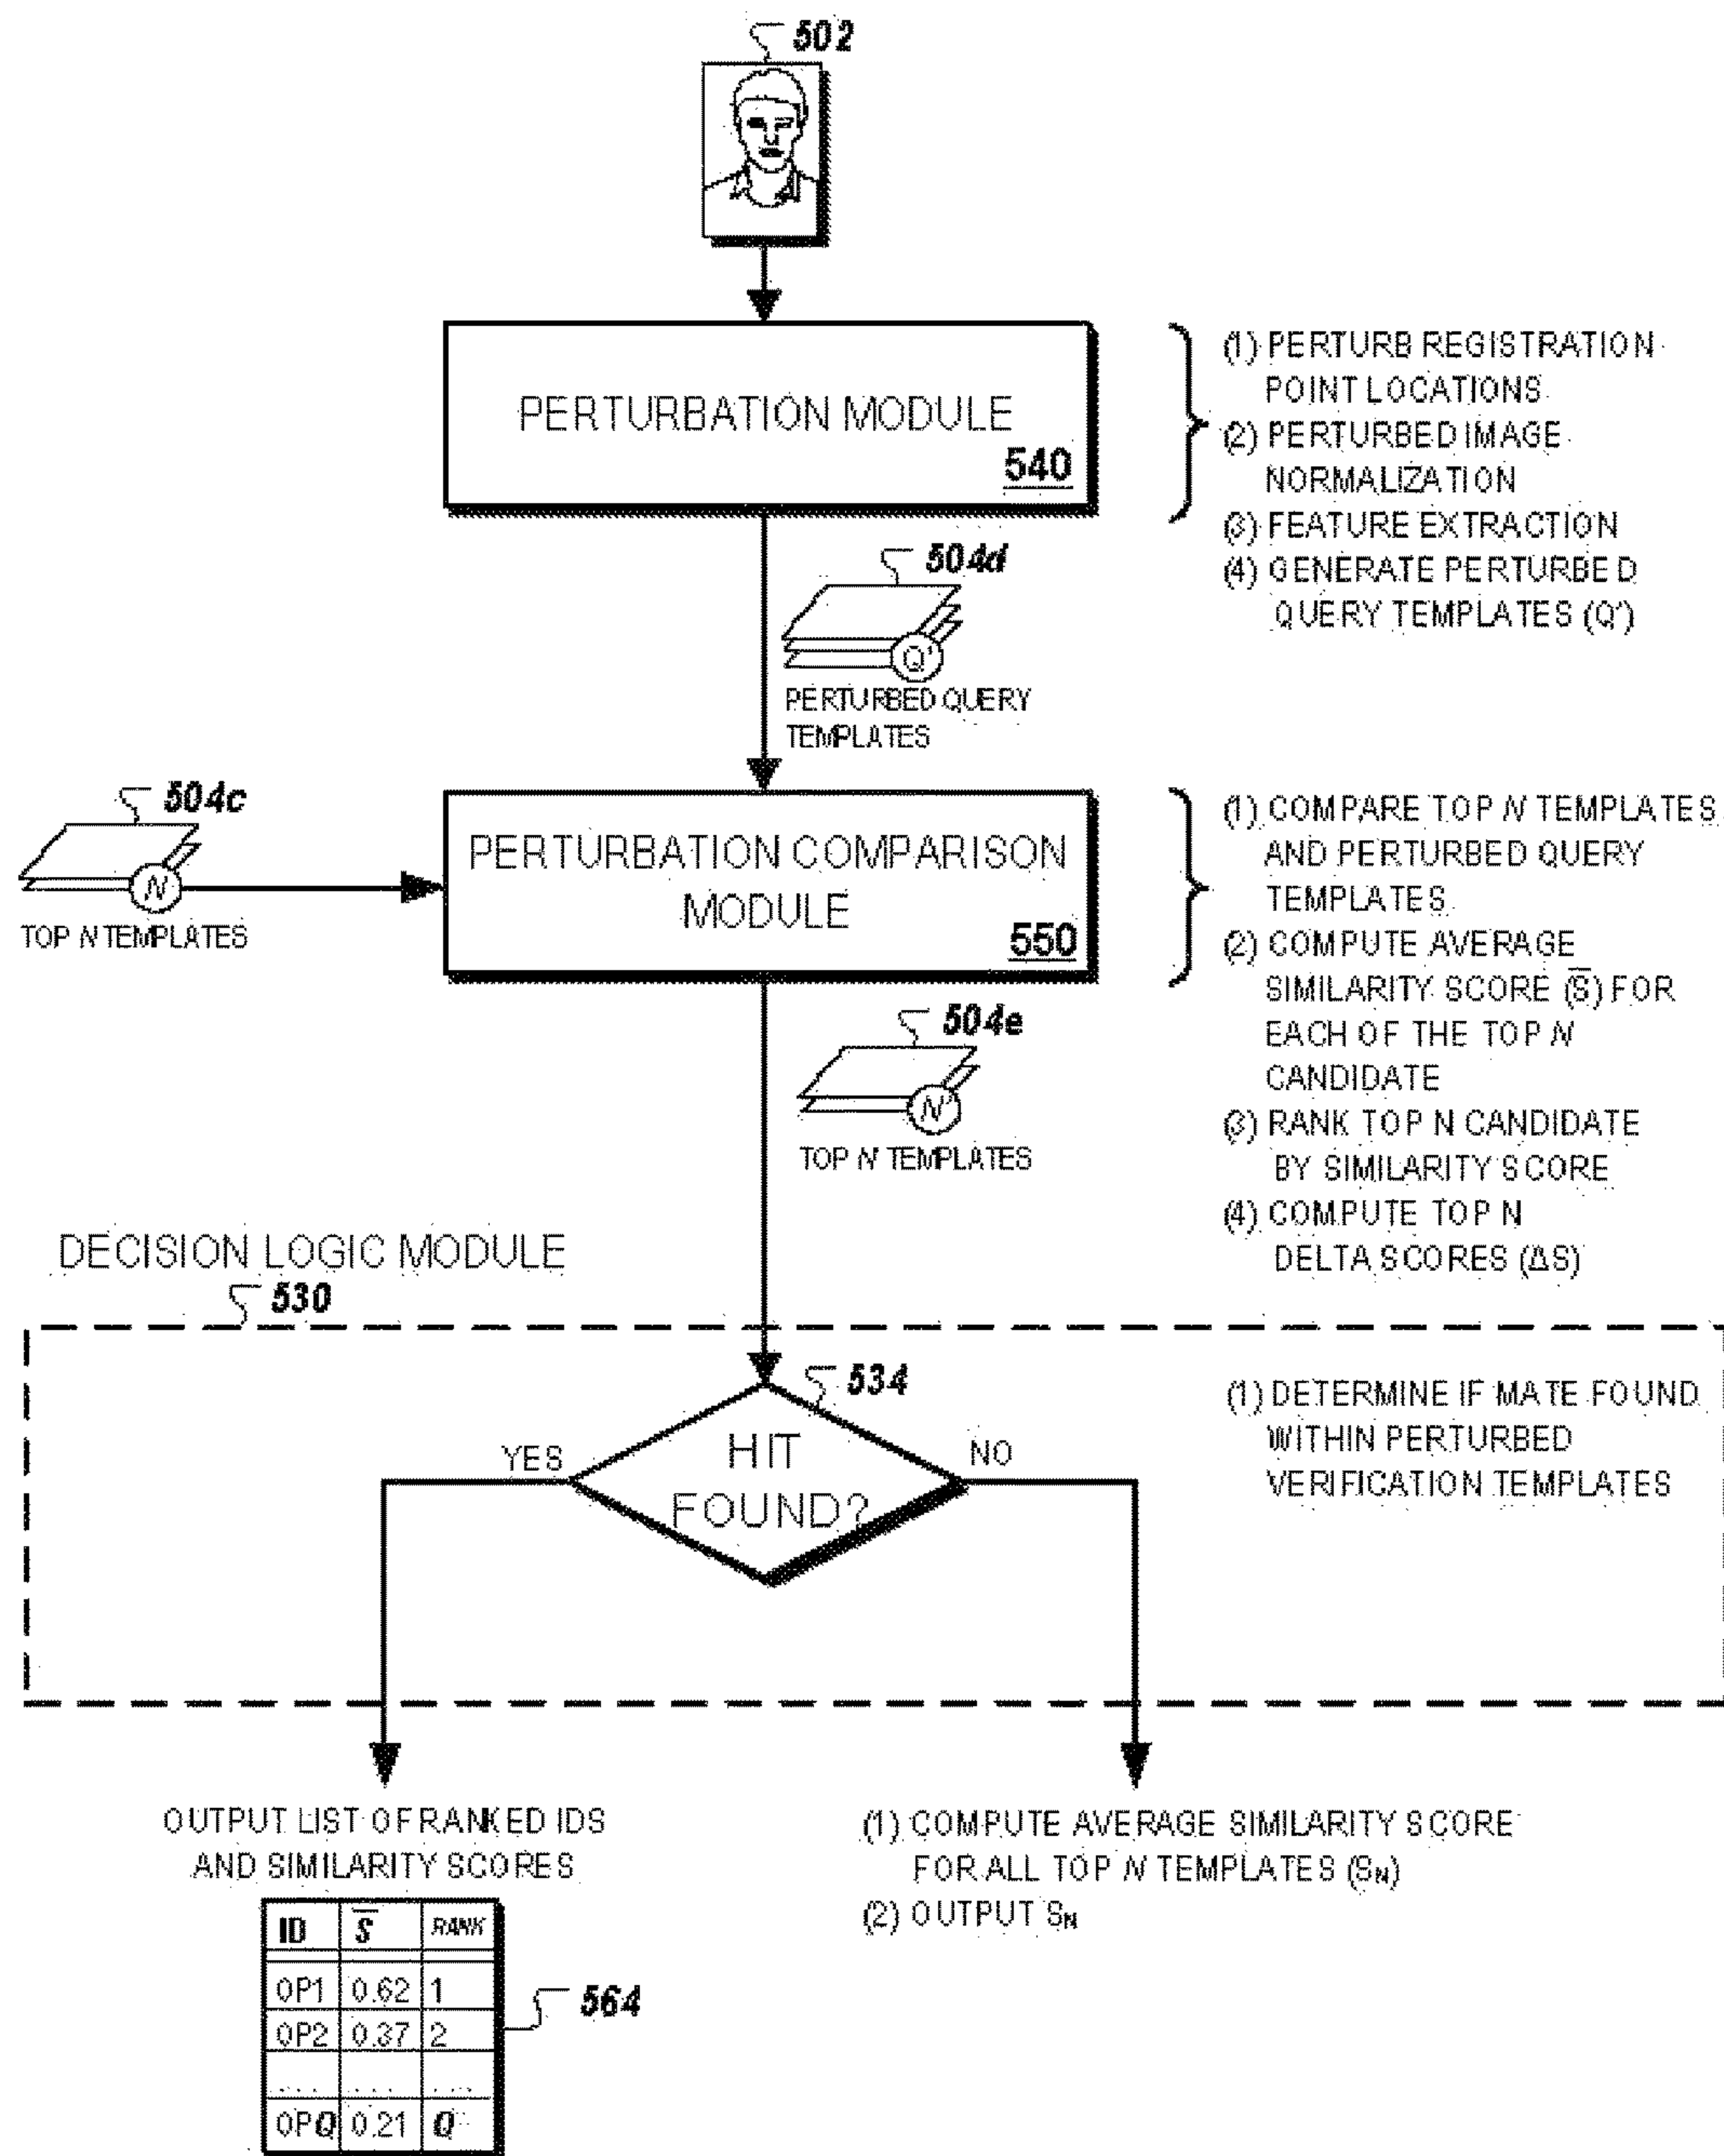 502
PERTURBATION MODULE
540
(1) PERTURB REGISTRATION
POINT LOCATIONS
(2) PERTURBED IMAGE
NORMALIZATION
(3) FEATURE EXTRACTION
(4) GENERATE PERTURBED
QUERY TEMPLATES (Q')
504d
Q'
PERTURBED QUERY
TEMPLATES
504c
N
TOP N TEMPLATES
PERTURBATION COMPARISON
MODULE
550
(1) COMPARE TOP N TEMPLATES
AND PERTURBED QUERY
TEMPLATES
(2) COMPUTE AVERAGE
SIMILARITY SCORE (S̅) FOR
EACH OF THE TOP N
CANDIDATE
(3) RANK TOP N CANDIDATE
BY SIMILARITY SCORE
(4) COMPUTE TOP N
DELTA SCORES (ΔS)
504e
N'
TOP N' TEMPLATES
DECISION LOGIC MODULE
530
534
HIT
FOUND?
YES
NO
(1) DETERMINE IF MATE FOUND
WITHIN PERTURBED
VERIFICATION TEMPLATES
OUTPUT LIST OF RANKED IDS
AND SIMILARITY SCORES
ID S̅ RANK
0P1 0.62 1
0P2 0.37 2
... ... ...
0PQ 0.21 Q
564
(1) COMPUTE AVERAGE SIMILARITY SCORE
FOR ALL TOP N TEMPLATES (SN)
(2) OUTPUT SN